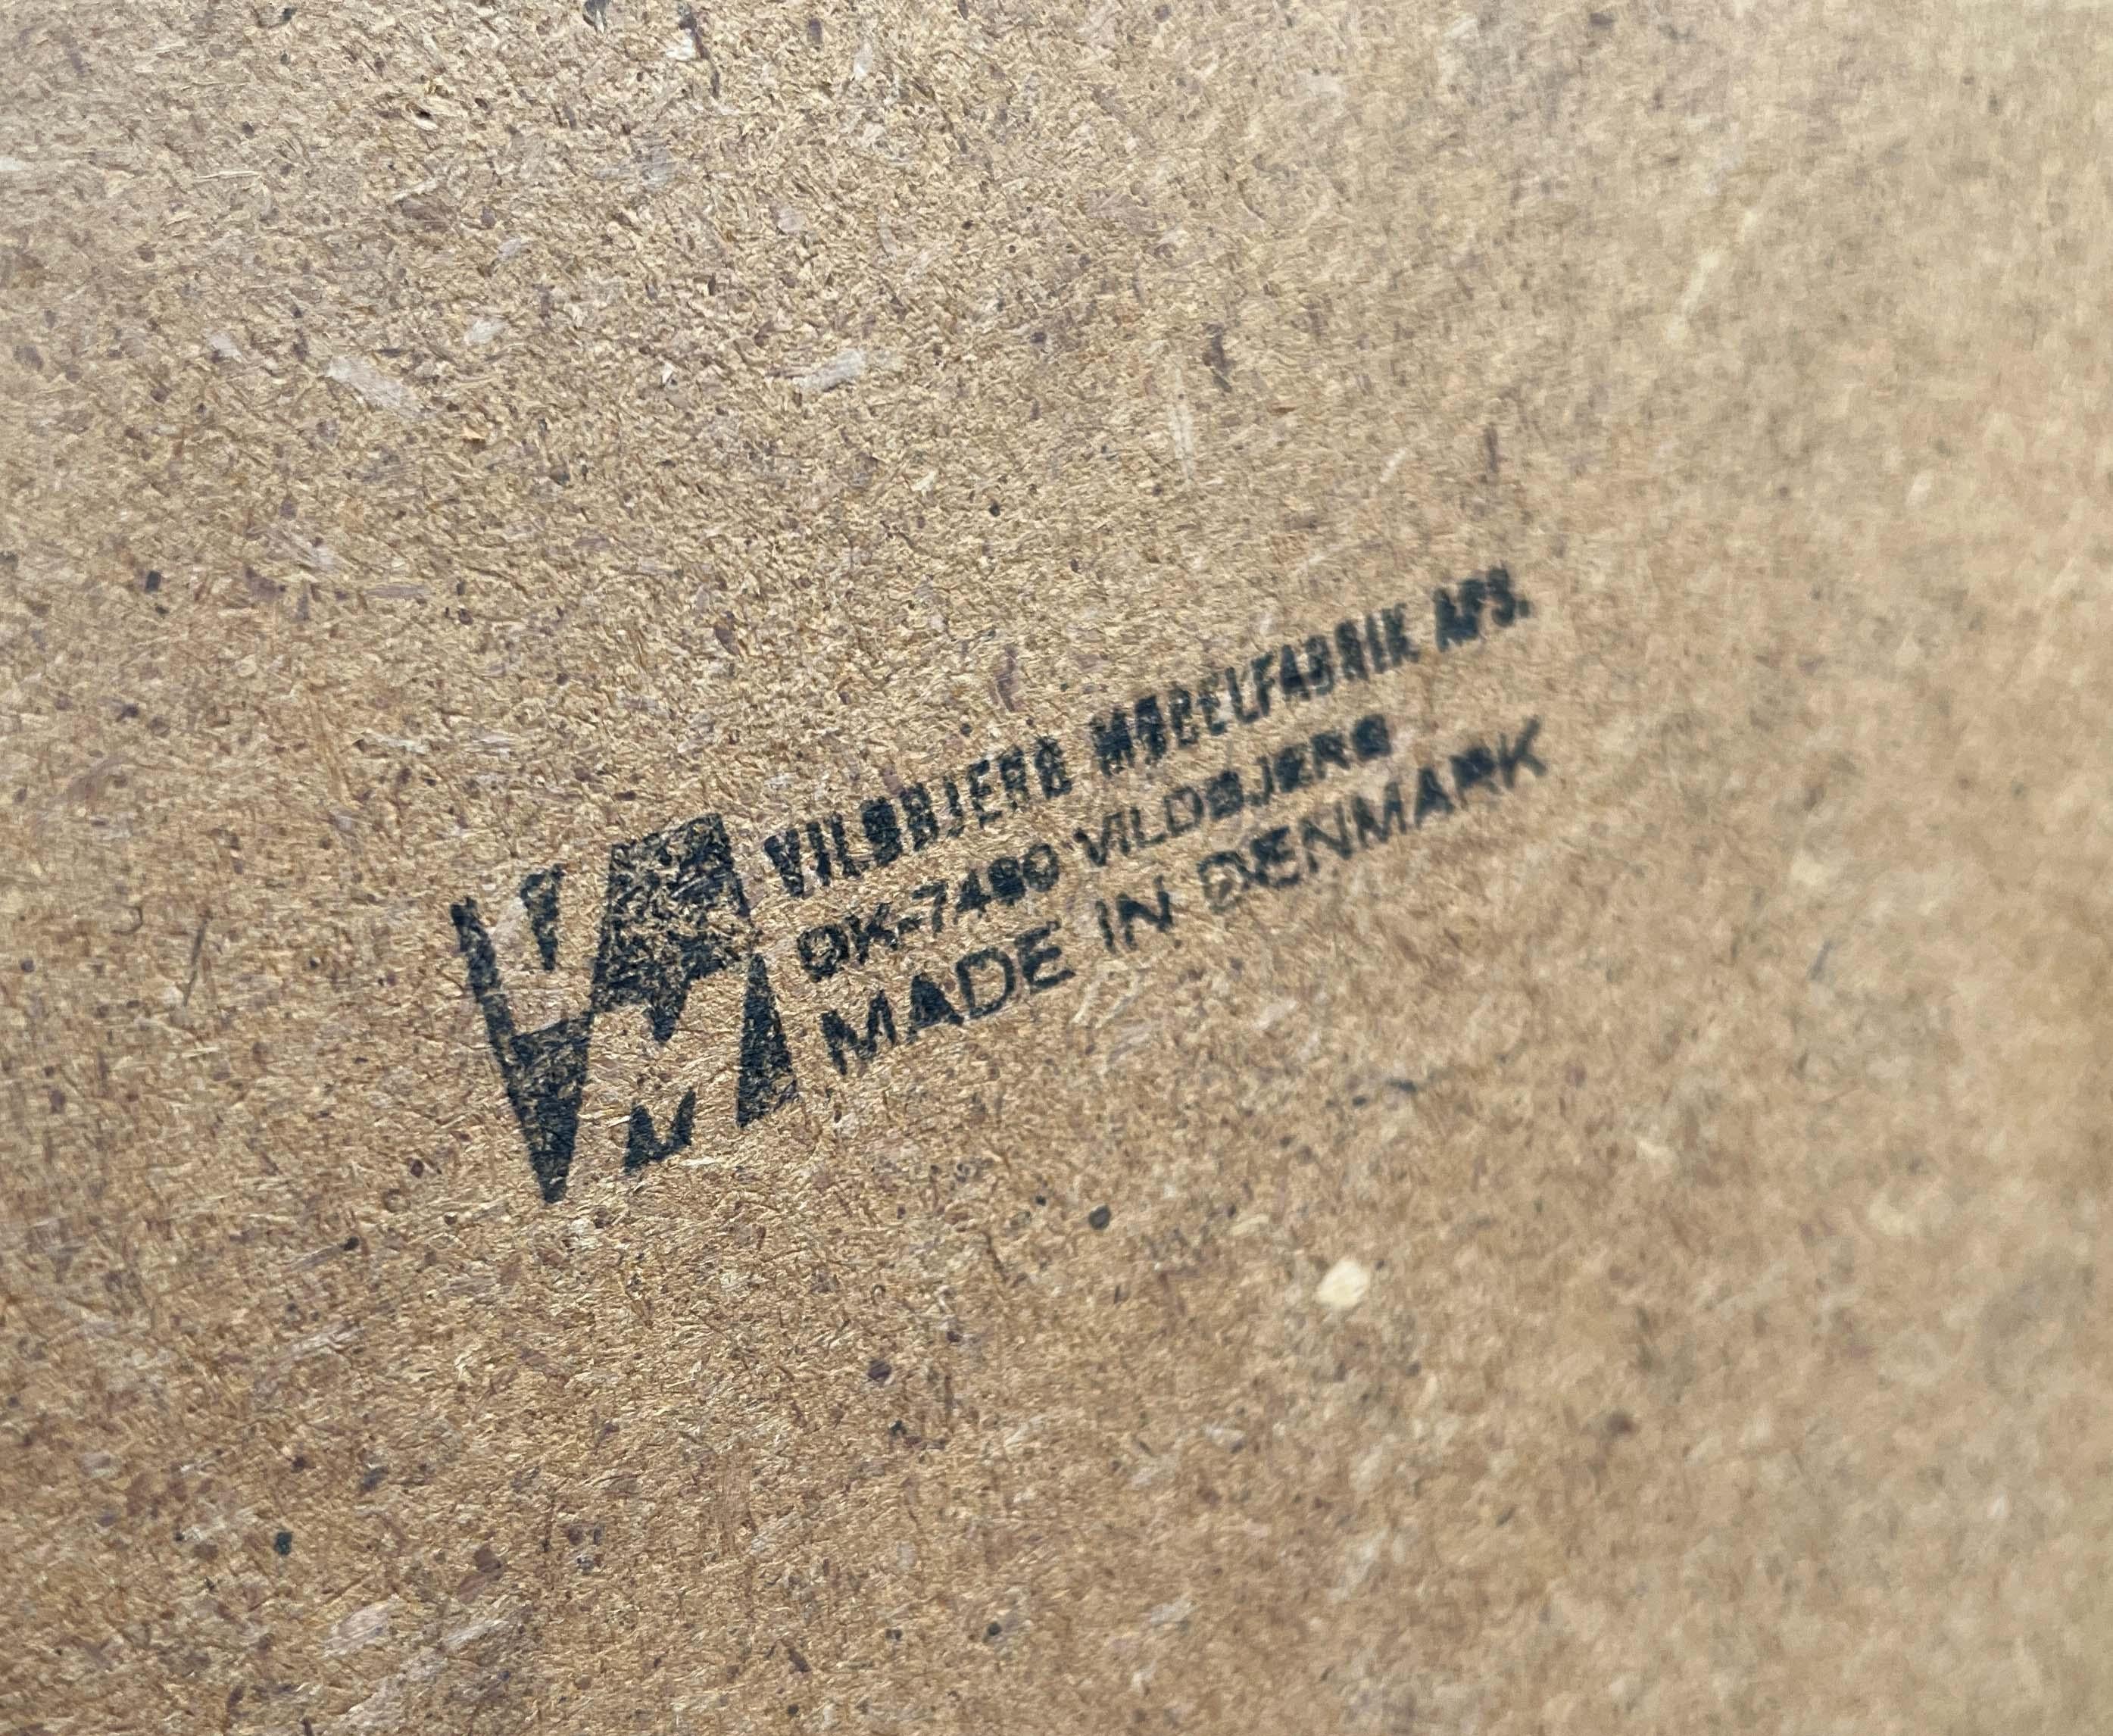 VILDBJERG MØBELFABRIK APS.
DK-7480 VILDBJERG
MADE IN DENMARK